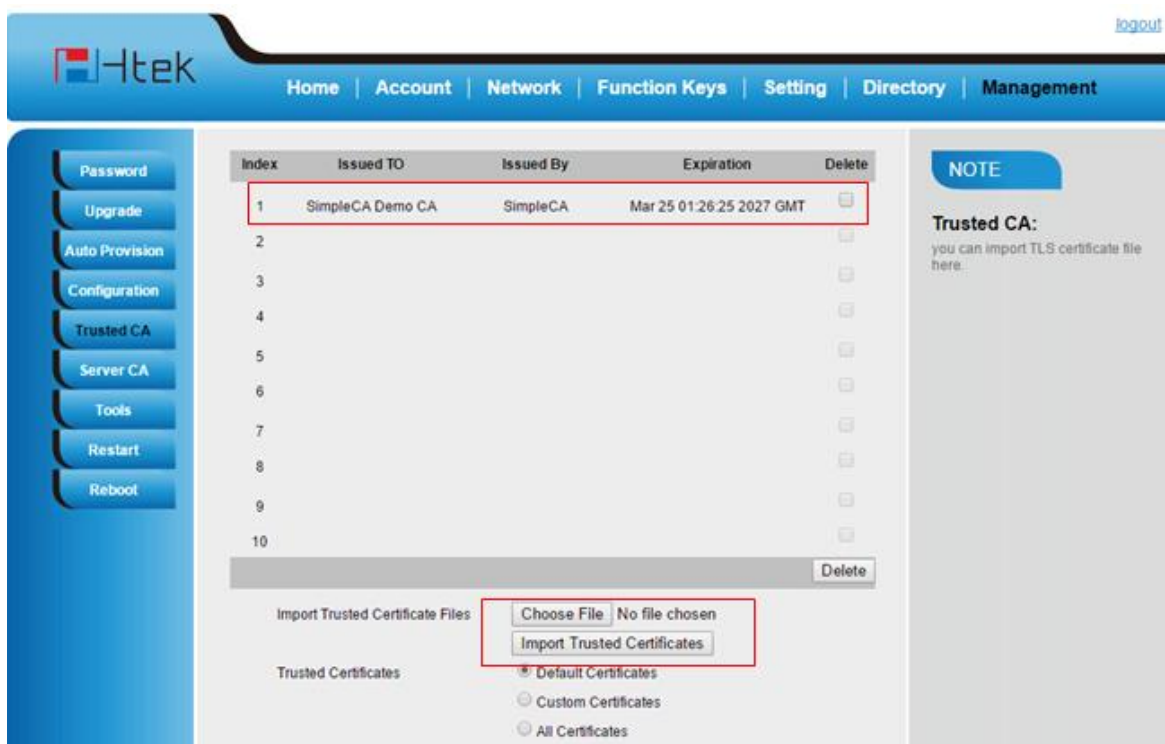 logout
Htek
Home | Account | Network | Function Keys | Setting | Directory | Management
Password
Upgrade
Auto Provision
Configuration
Trusted CA
Server CA
Tools
Restart
Reboot
Index Issued TO Issued By Expiration Delete
1 SimpleCA Demo CA SimpleCA Mar 25 01:26:25 2027 GMT
2
3
4
5
6
7
8
9
10
Delete
Import Trusted Certificate Files Choose File No file chosen
Import Trusted Certificates
Trusted Certificates Default Certificates
Custom Certificates
All Certificates
NOTE
Trusted CA:
you can import TLS certificate file
here.